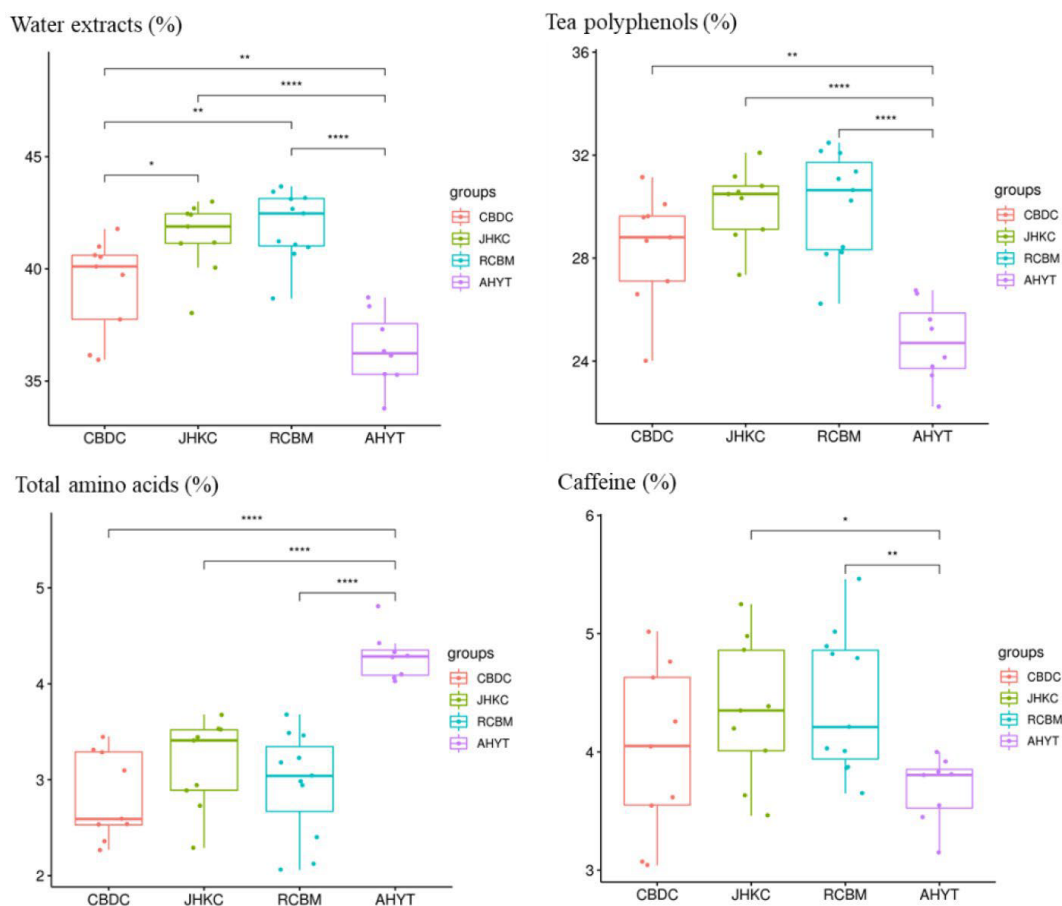 Water extracts (%)
**
****
**
****
*
45
40
35
CBDC JHKC RCBM AHYT
groups
CBDC
JHKC
RCBM
AHYT
Tea polyphenols (%)
36
**
****
****
32
28
24
CBDC JHKC RCBM AHYT
groups
CBDC
JHKC
RCBM
AHYT
Total amino acids (%)
****
****
****
5
4
3
2
CBDC JHKC RCBM AHYT
groups
CBDC
JHKC
RCBM
AHYT
Caffeine (%)
6
*
**
5
4
3
CBDC JHKC RCBM AHYT
groups
CBDC
JHKC
RCBM
AHYT